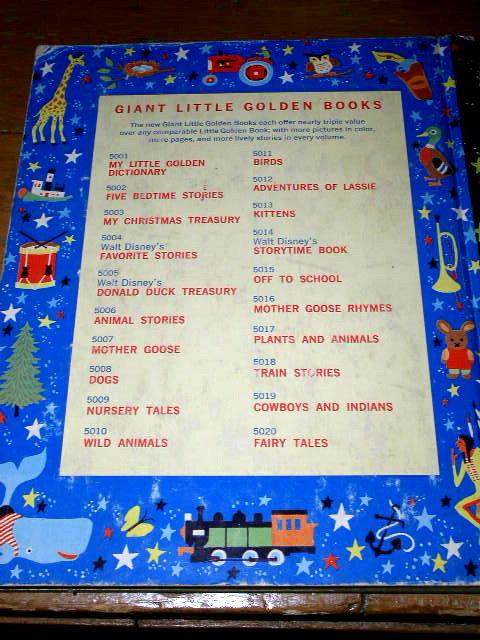 GIANT LITTLE GOLDEN BOOKS
The new Giant Little Golden Books each offer nearly triple value
over any comparable Little Golden Book; with more pictures in color,
more pages, and more lively stories in every volume.
5001
MY LITTLE GOLDEN
DICTIONARY
5002
FIVE BEDTIME STORIES
5003
MY CHRISTMAS TREASURY
5004
Walt Disney's
FAVORITE STORIES
5005
Walt Disney's
DONALD DUCK TREASURY
5006
ANIMAL STORIES
5007
MOTHER GOOSE
5008
DOGS
5009
NURSERY TALES
5010
WILD ANIMALS
5011
BIRDS
5012
ADVENTURES OF LASSIE
5013
KITTENS
5014
Walt Disney's
STORYTIME BOOK
5015
OFF TO SCHOOL
5016
MOTHER GOOSE RHYMES
5017
PLANTS AND ANIMALS
5018
TRAIN STORIES
5019
COWBOYS AND INDIANS
5020
FAIRY TALES